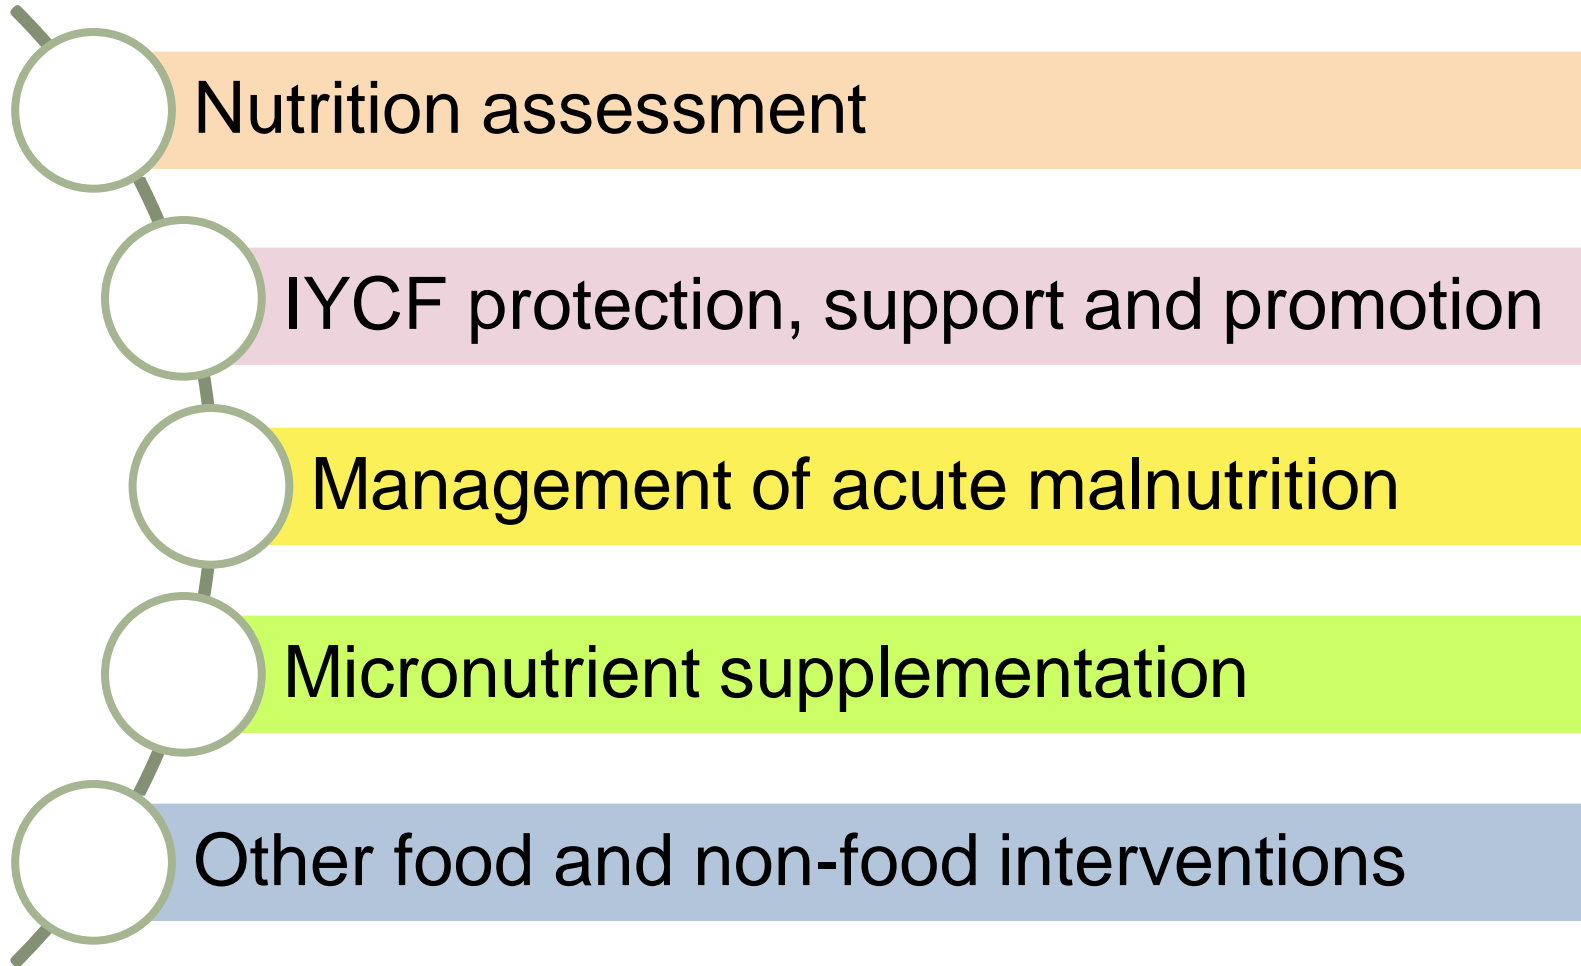 Nutrition assessment
IYCF protection, support and promotion
Management of acute malnutrition
Micronutrient supplementation
Other food and non-food interventions